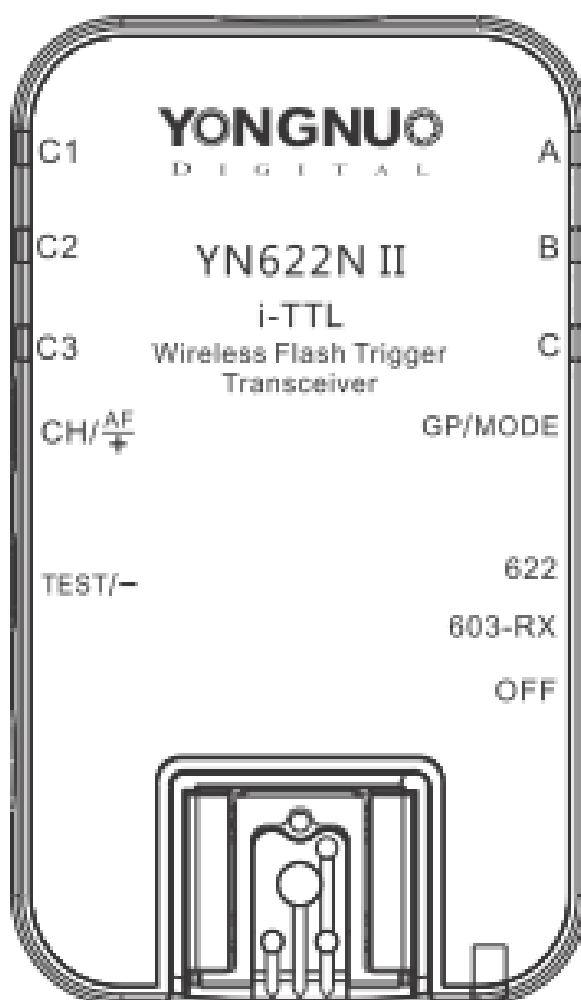 YONGNUO
DIGITAL
C1
A
C2
B
YN622N II
i-TTL
C3
C
Wireless Flash Trigger
Transceiver
CH/AF+
GP/MODE
622
TEST/−
603-RX
OFF